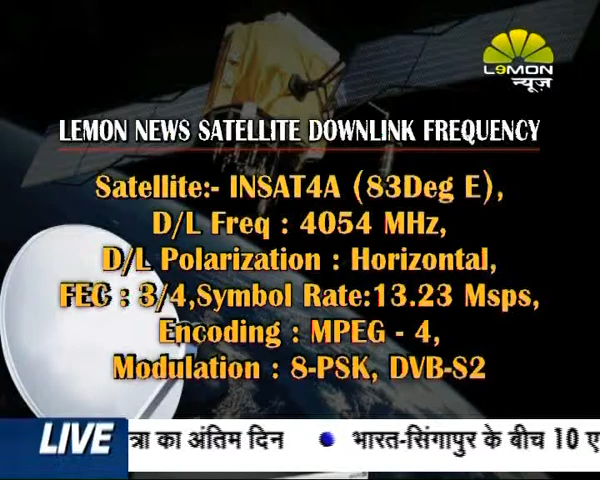 LEMON
न्यूज़
LEMON NEWS SATELLITE DOWNLINK FREQUENCY
Satellite:- INSAT4A (83Deg E),
D/L Freq : 4054 MHz,
D/L Polarization : Horizontal,
FEC : 3/4,Symbol Rate:13.23 Msps,
Encoding : MPEG - 4,
Modulation : 8-PSK, DVB-S2
LIVE त्रा का अंतिम दिन • भारत-सिंगापुर के बीच 10 ए